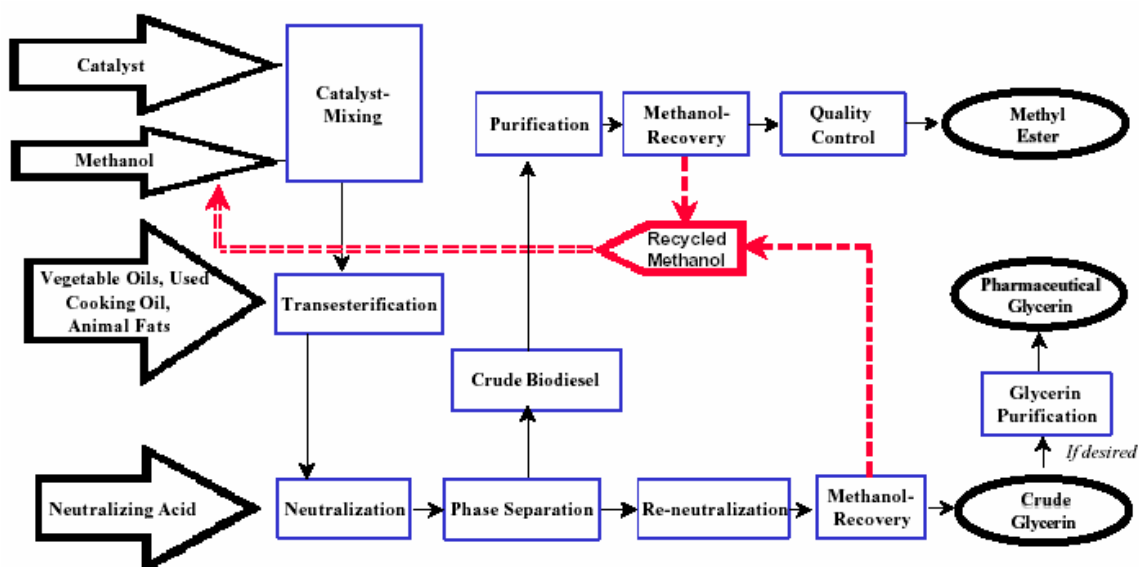 Catalyst
Catalyst-
Mixing
Methanol
Purification
Methanol-
Recovery
Quality
Control
Methyl
Ester
Recycled
Methanol
Vegetable Oils, Used
Cooking Oil,
Animal Fats
Transesterification
Pharmaceutical
Glycerin
Crude Biodiesel
Glycerin
Purification
If desired
Neutralizing Acid
Neutralization
Phase Separation
Re-neutralization
Methanol-
Recovery
Crude
Glycerin